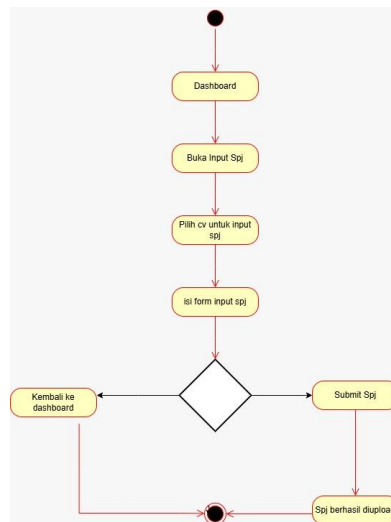 Dashboard
Buka Input Spj
Pilih cv untuk input
spj
isi form input spj
Kembali ke
dashboard
Submit Spj
Spj berhasil diuploa